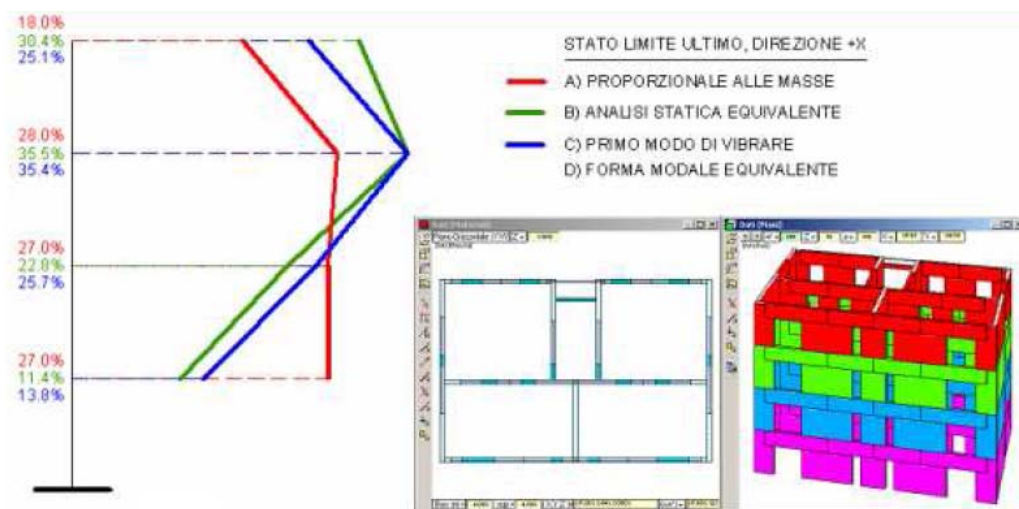 18.0%
30.4%
25.1%
28.0%
35.5%
35.4%
27.0%
22.8%
25.7%
27.0%
11.4%
13.8%
STATO LIMITE ULTIMO, DIREZIONE +X
A) PROPORZIONALE ALLE MASSE
B) ANALISI STATICA EQUIVALENTE
C) PRIMO MODO DI VIBRARE
D) FORMA MODALE EQUIVALENTE